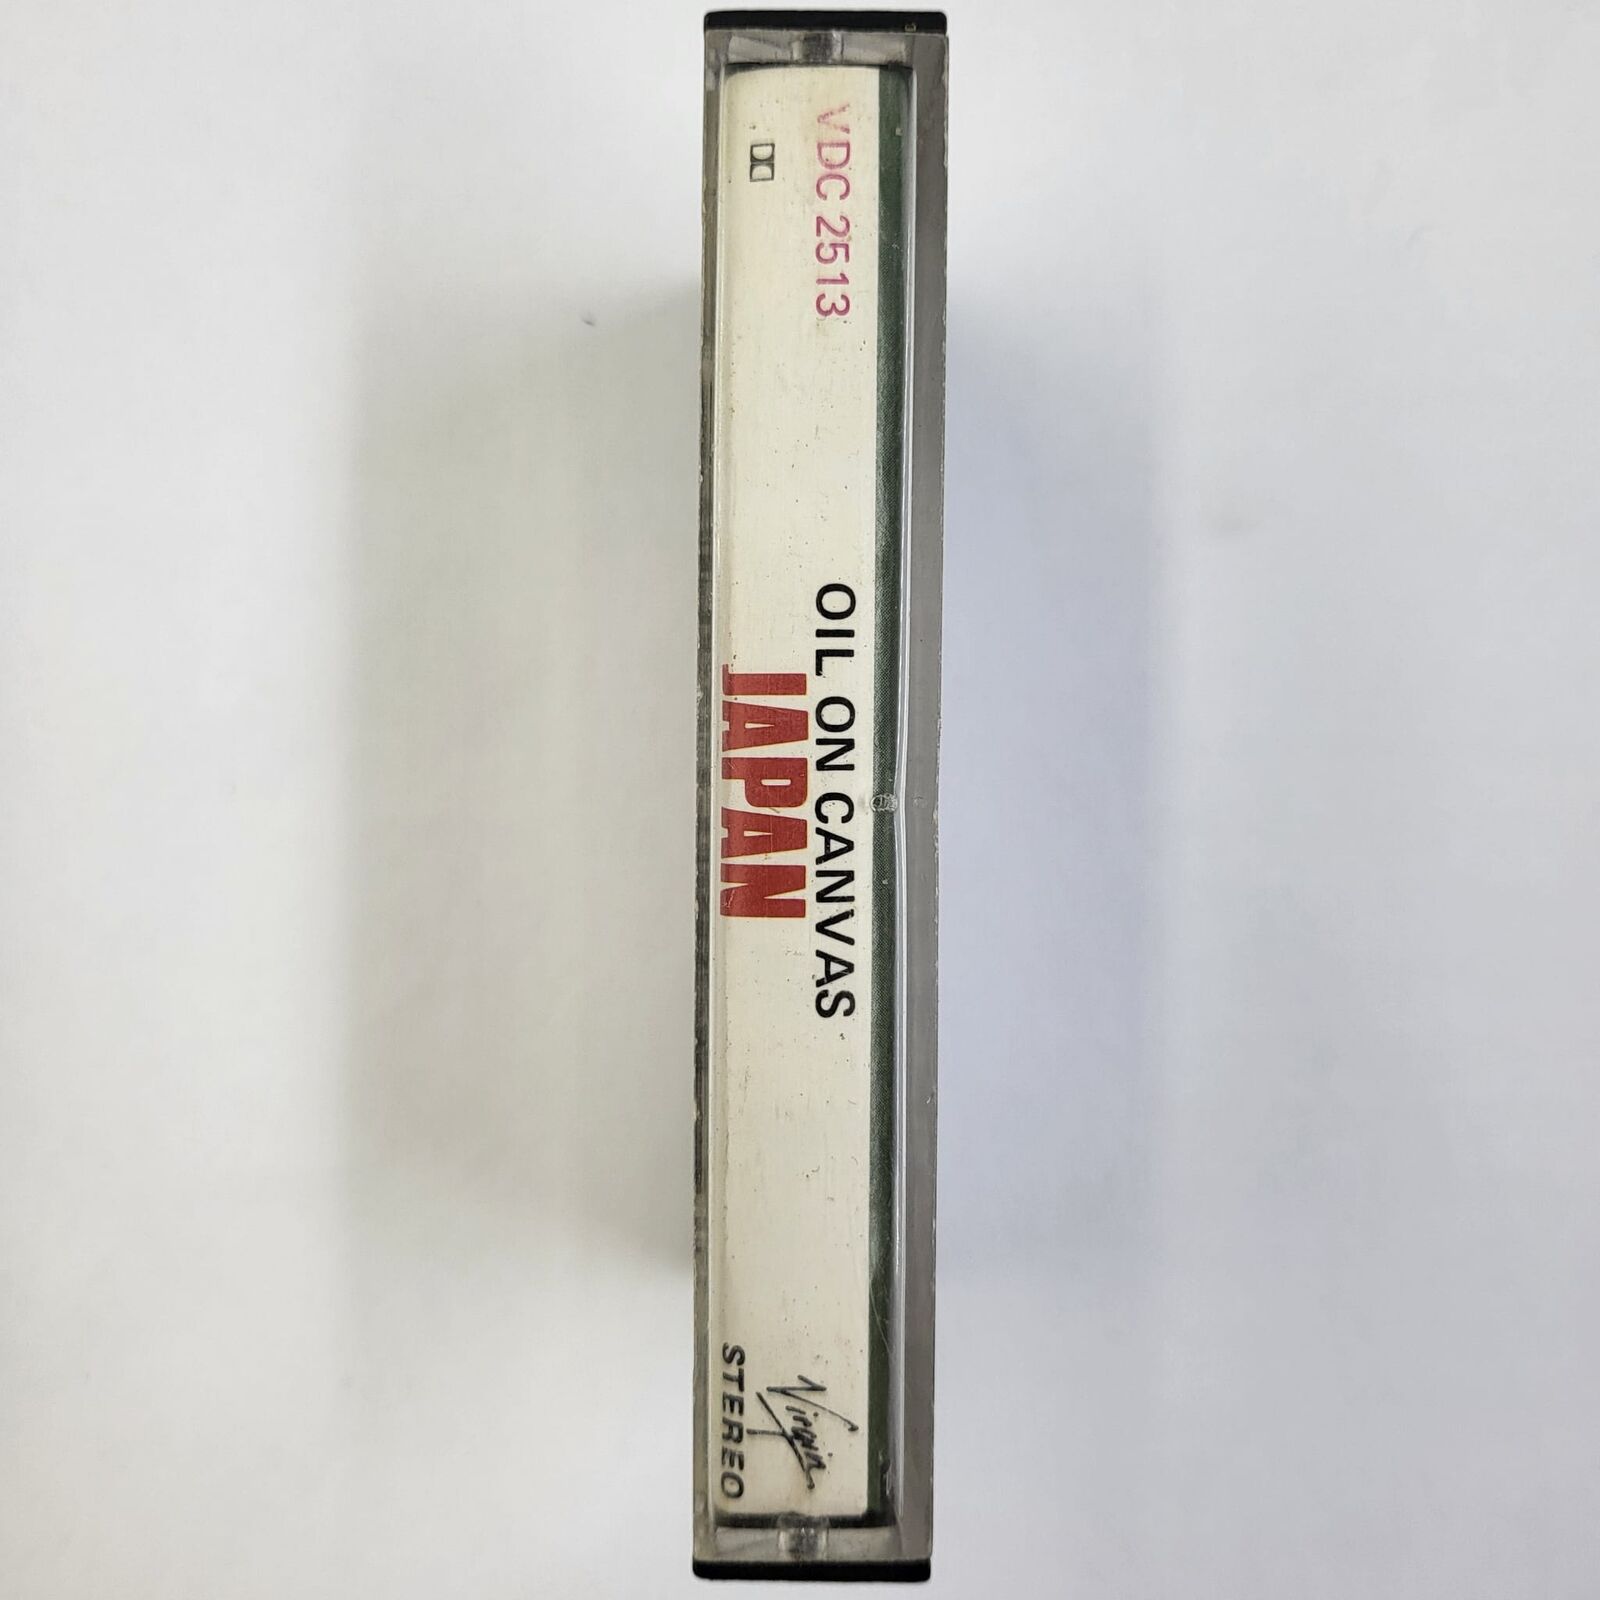 VDC 2513
OIL ON CANVAS
JAPAN
Virgin
STEREO